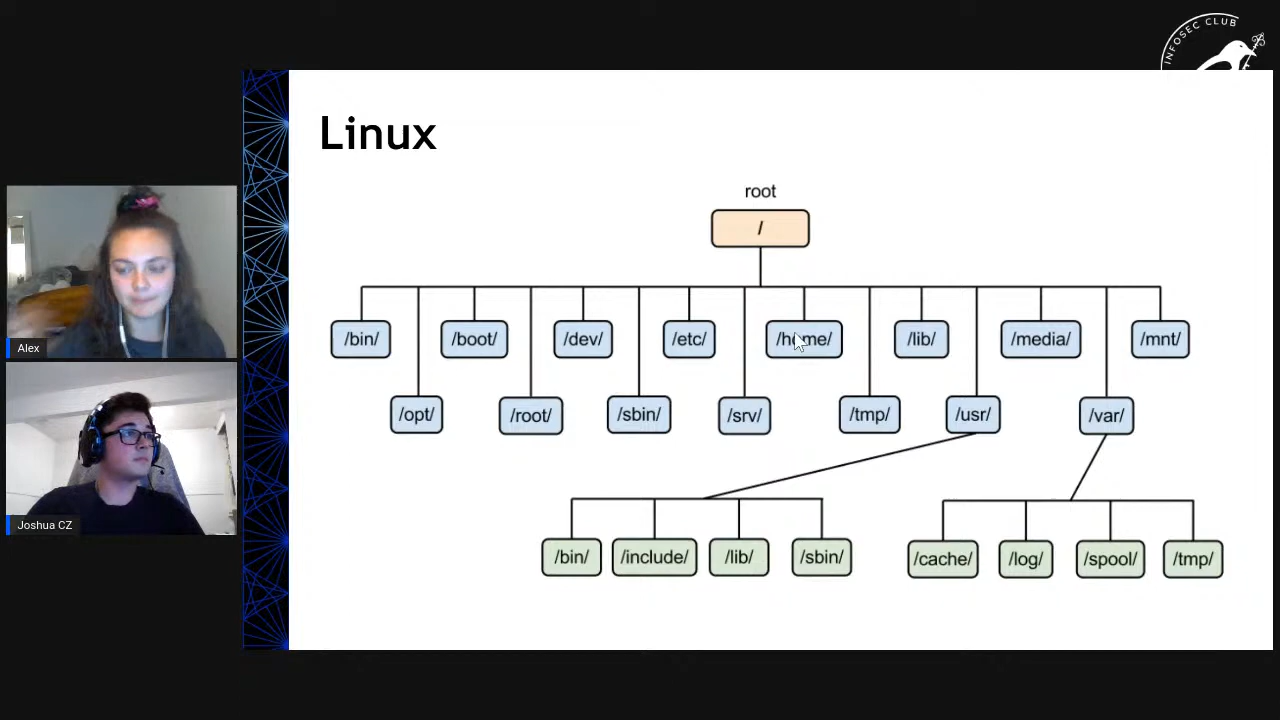 INFOSEC CLUB
Linux
root
/
/bin/ /boot/ /dev/ /etc/ /home/ /lib/ /media/ /mnt/
/opt/ /root/ /sbin/ /srv/ /tmp/ /usr/ /var/
/bin/ /include/ /lib/ /sbin/ /cache/ /log/ /spool/ /tmp/
Alex
Joshua CZ